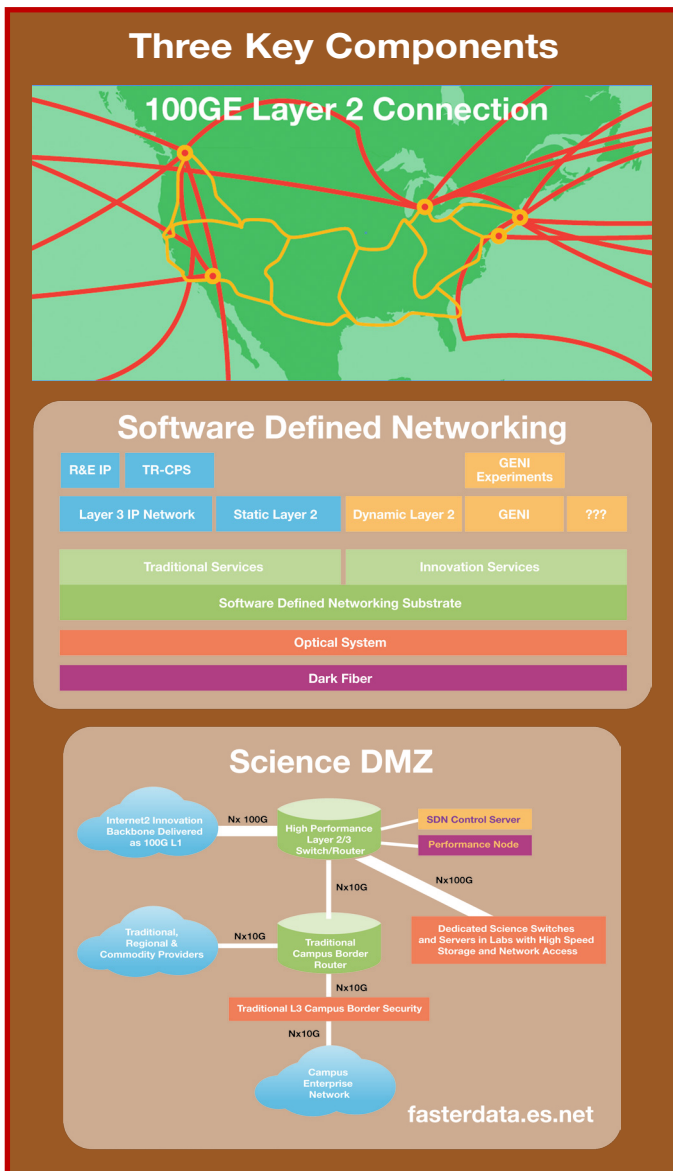 Three Key Components
100GE Layer 2 Connection
Software Defined Networking
R&E IP
TR-CPS
GENI
Experiments
Layer 3 IP Network
Static Layer 2
Dynamic Layer 2
GENI
???
Traditional Services
Innovation Services
Software Defined Networking Substrate
Optical System
Dark Fiber
Science DMZ
Internet2 Innovation
Backbone Delivered
as 100G L1
Nx 100G
High Performance
Layer 2/3
Switch/Router
SDN Control Server
Performance Node
Nx100G
Nx10G
Traditional,
Regional &
Commodity Providers
Nx10G
Traditional
Campus Border
Router
Dedicated Science Switches
and Servers in Labs with High Speed
Storage and Network Access
Nx10G
Traditional L3 Campus Border Security
Nx10G
Campus
Enterprise
Network
fasterdata.es.net